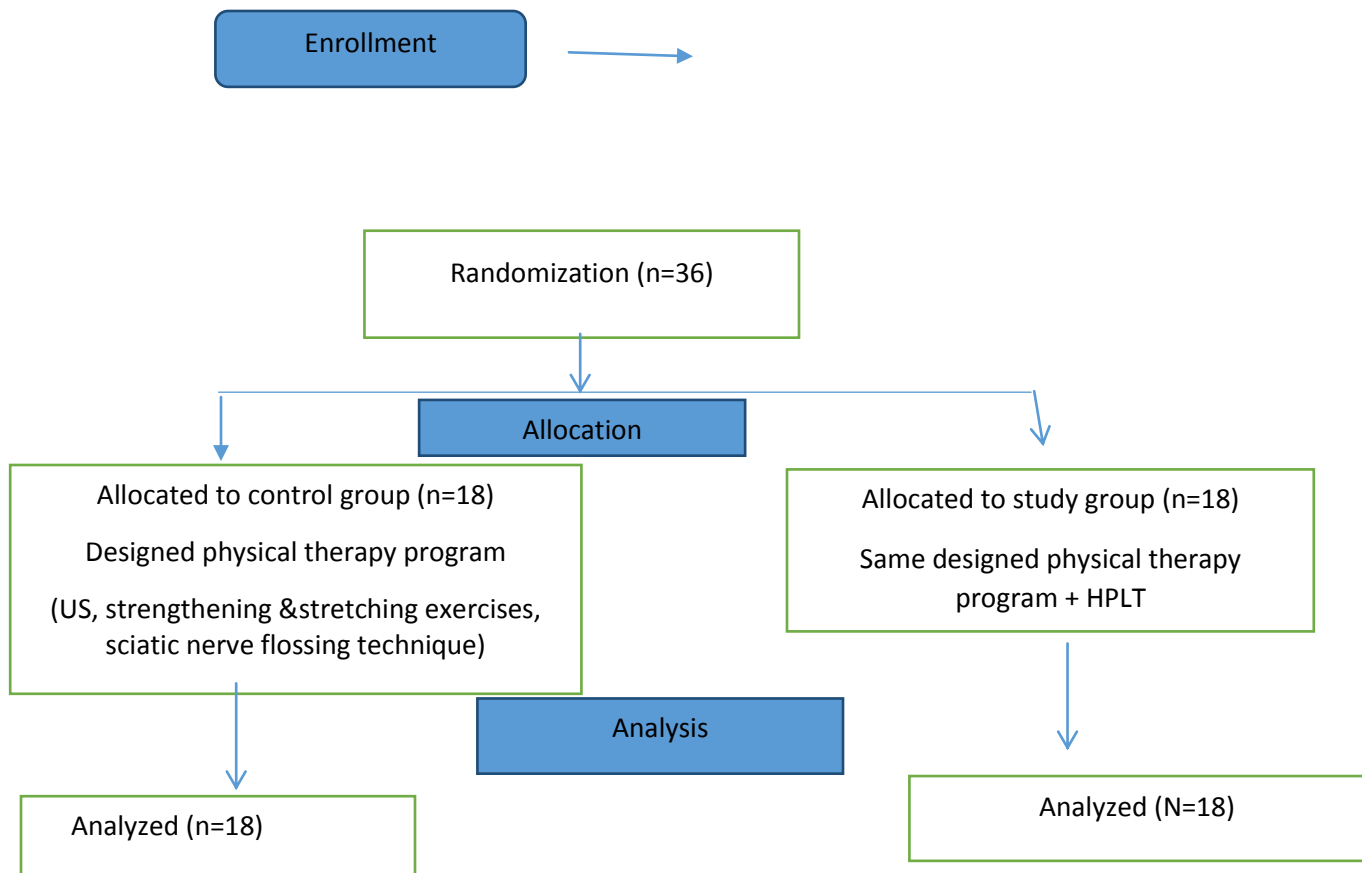 Enrollment
Randomization (n=36)
Allocation
Allocated to control group (n=18)
Designed physical therapy program
(US, strengthening &stretching exercises,
sciatic nerve flossing technique)
Allocated to study group (n=18)
Same designed physical therapy
program + HPLT
Analysis
Analyzed (n=18)
Analyzed (N=18)